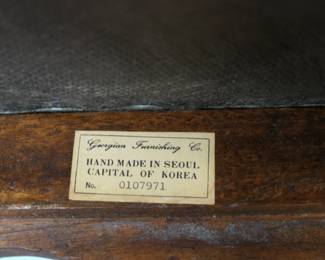 Georgian Furnishing Co.
HAND MADE IN SEOUL
CAPITAL OF KOREA
No. 0107971